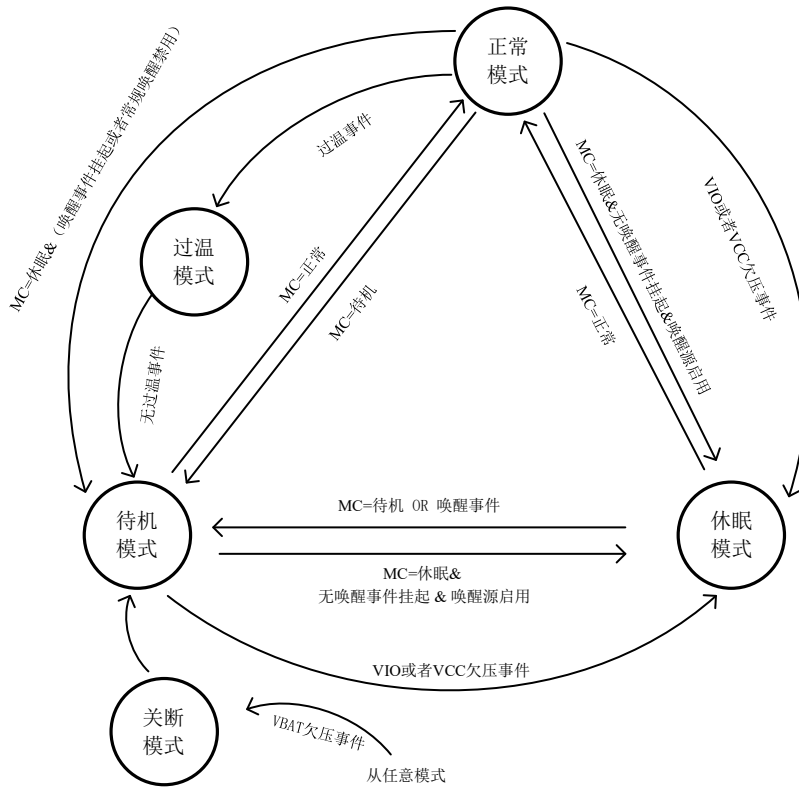 正常
模式
MC=休眠&（唤醒事件挂起或者常规唤醒禁用）
过温事件
VIO或者VCC欠压事件
MC=休眠&无唤醒事件挂起&唤醒源启用
过温
模式
MC=正常
MC=待机
MC=正常
无过温事件
待机
模式
MC=待机 OR 唤醒事件
休眠
模式
MC=休眠&
无唤醒事件挂起 & 唤醒源启用
VIO或者VCC欠压事件
关断
模式
VBAT欠压事件
从任意模式